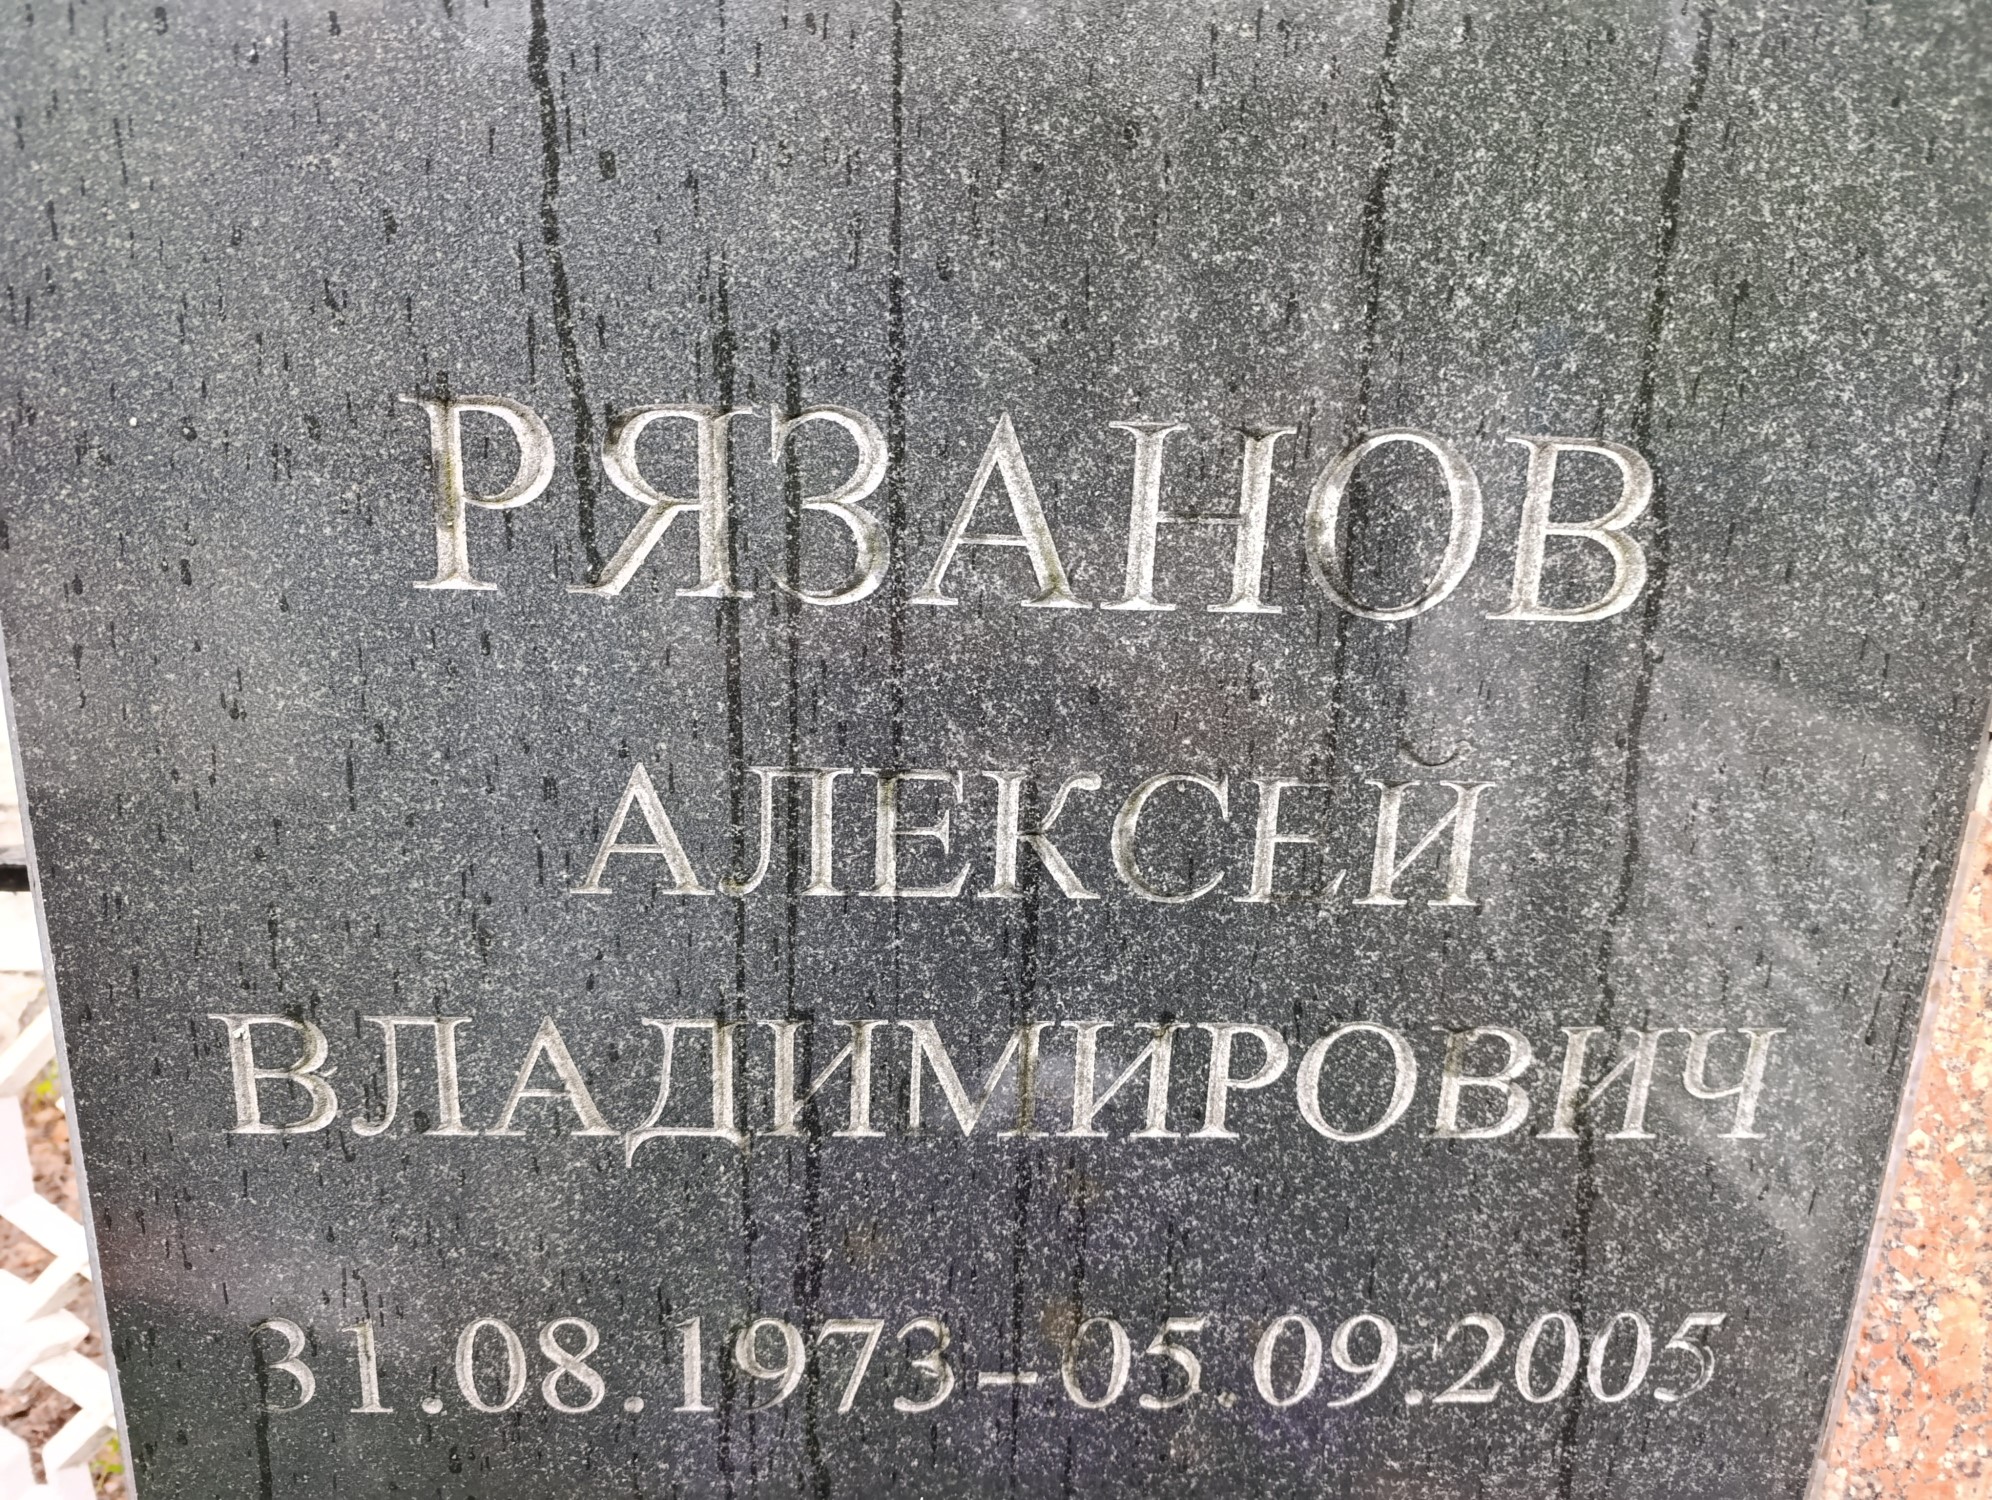 РЯЗАНОВ
АЛЕКСЕЙ
ВЛАДИМИРОВИЧ
31.08.1973–05.09.2005